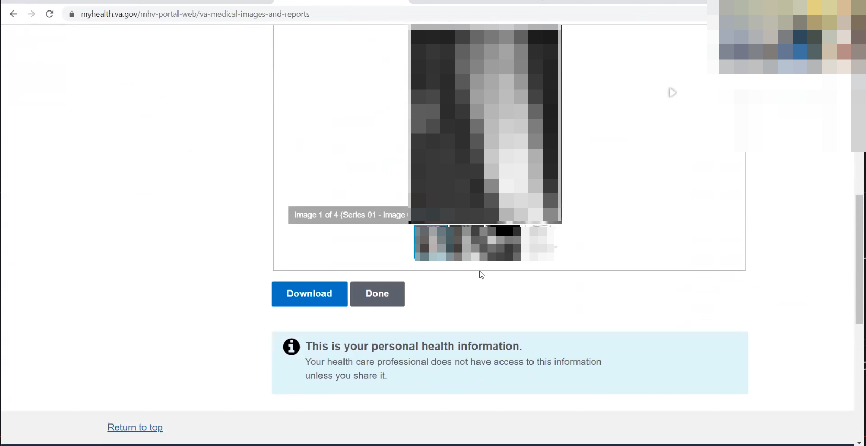 myhealth.va.gov/mhv-portal-web/va-medical-images-and-reports
Image 1 of 4 (Series 01 - Image
Download
Done
This is your personal health information.
Your health care professional does not have access to this information
unless you share it.
Return to top